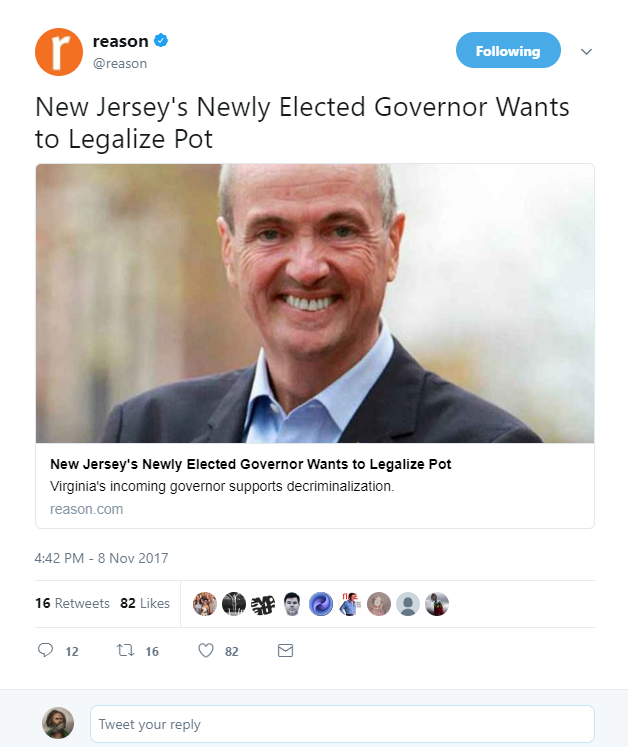 r
reason
@reason
Following
New Jersey's Newly Elected Governor Wants
to Legalize Pot
New Jersey's Newly Elected Governor Wants to Legalize Pot
Virginia's incoming governor supports decriminalization.
reason.com
4:42 PM - 8 Nov 2017
16 Retweets 82 Likes
12 16 82
Tweet your reply